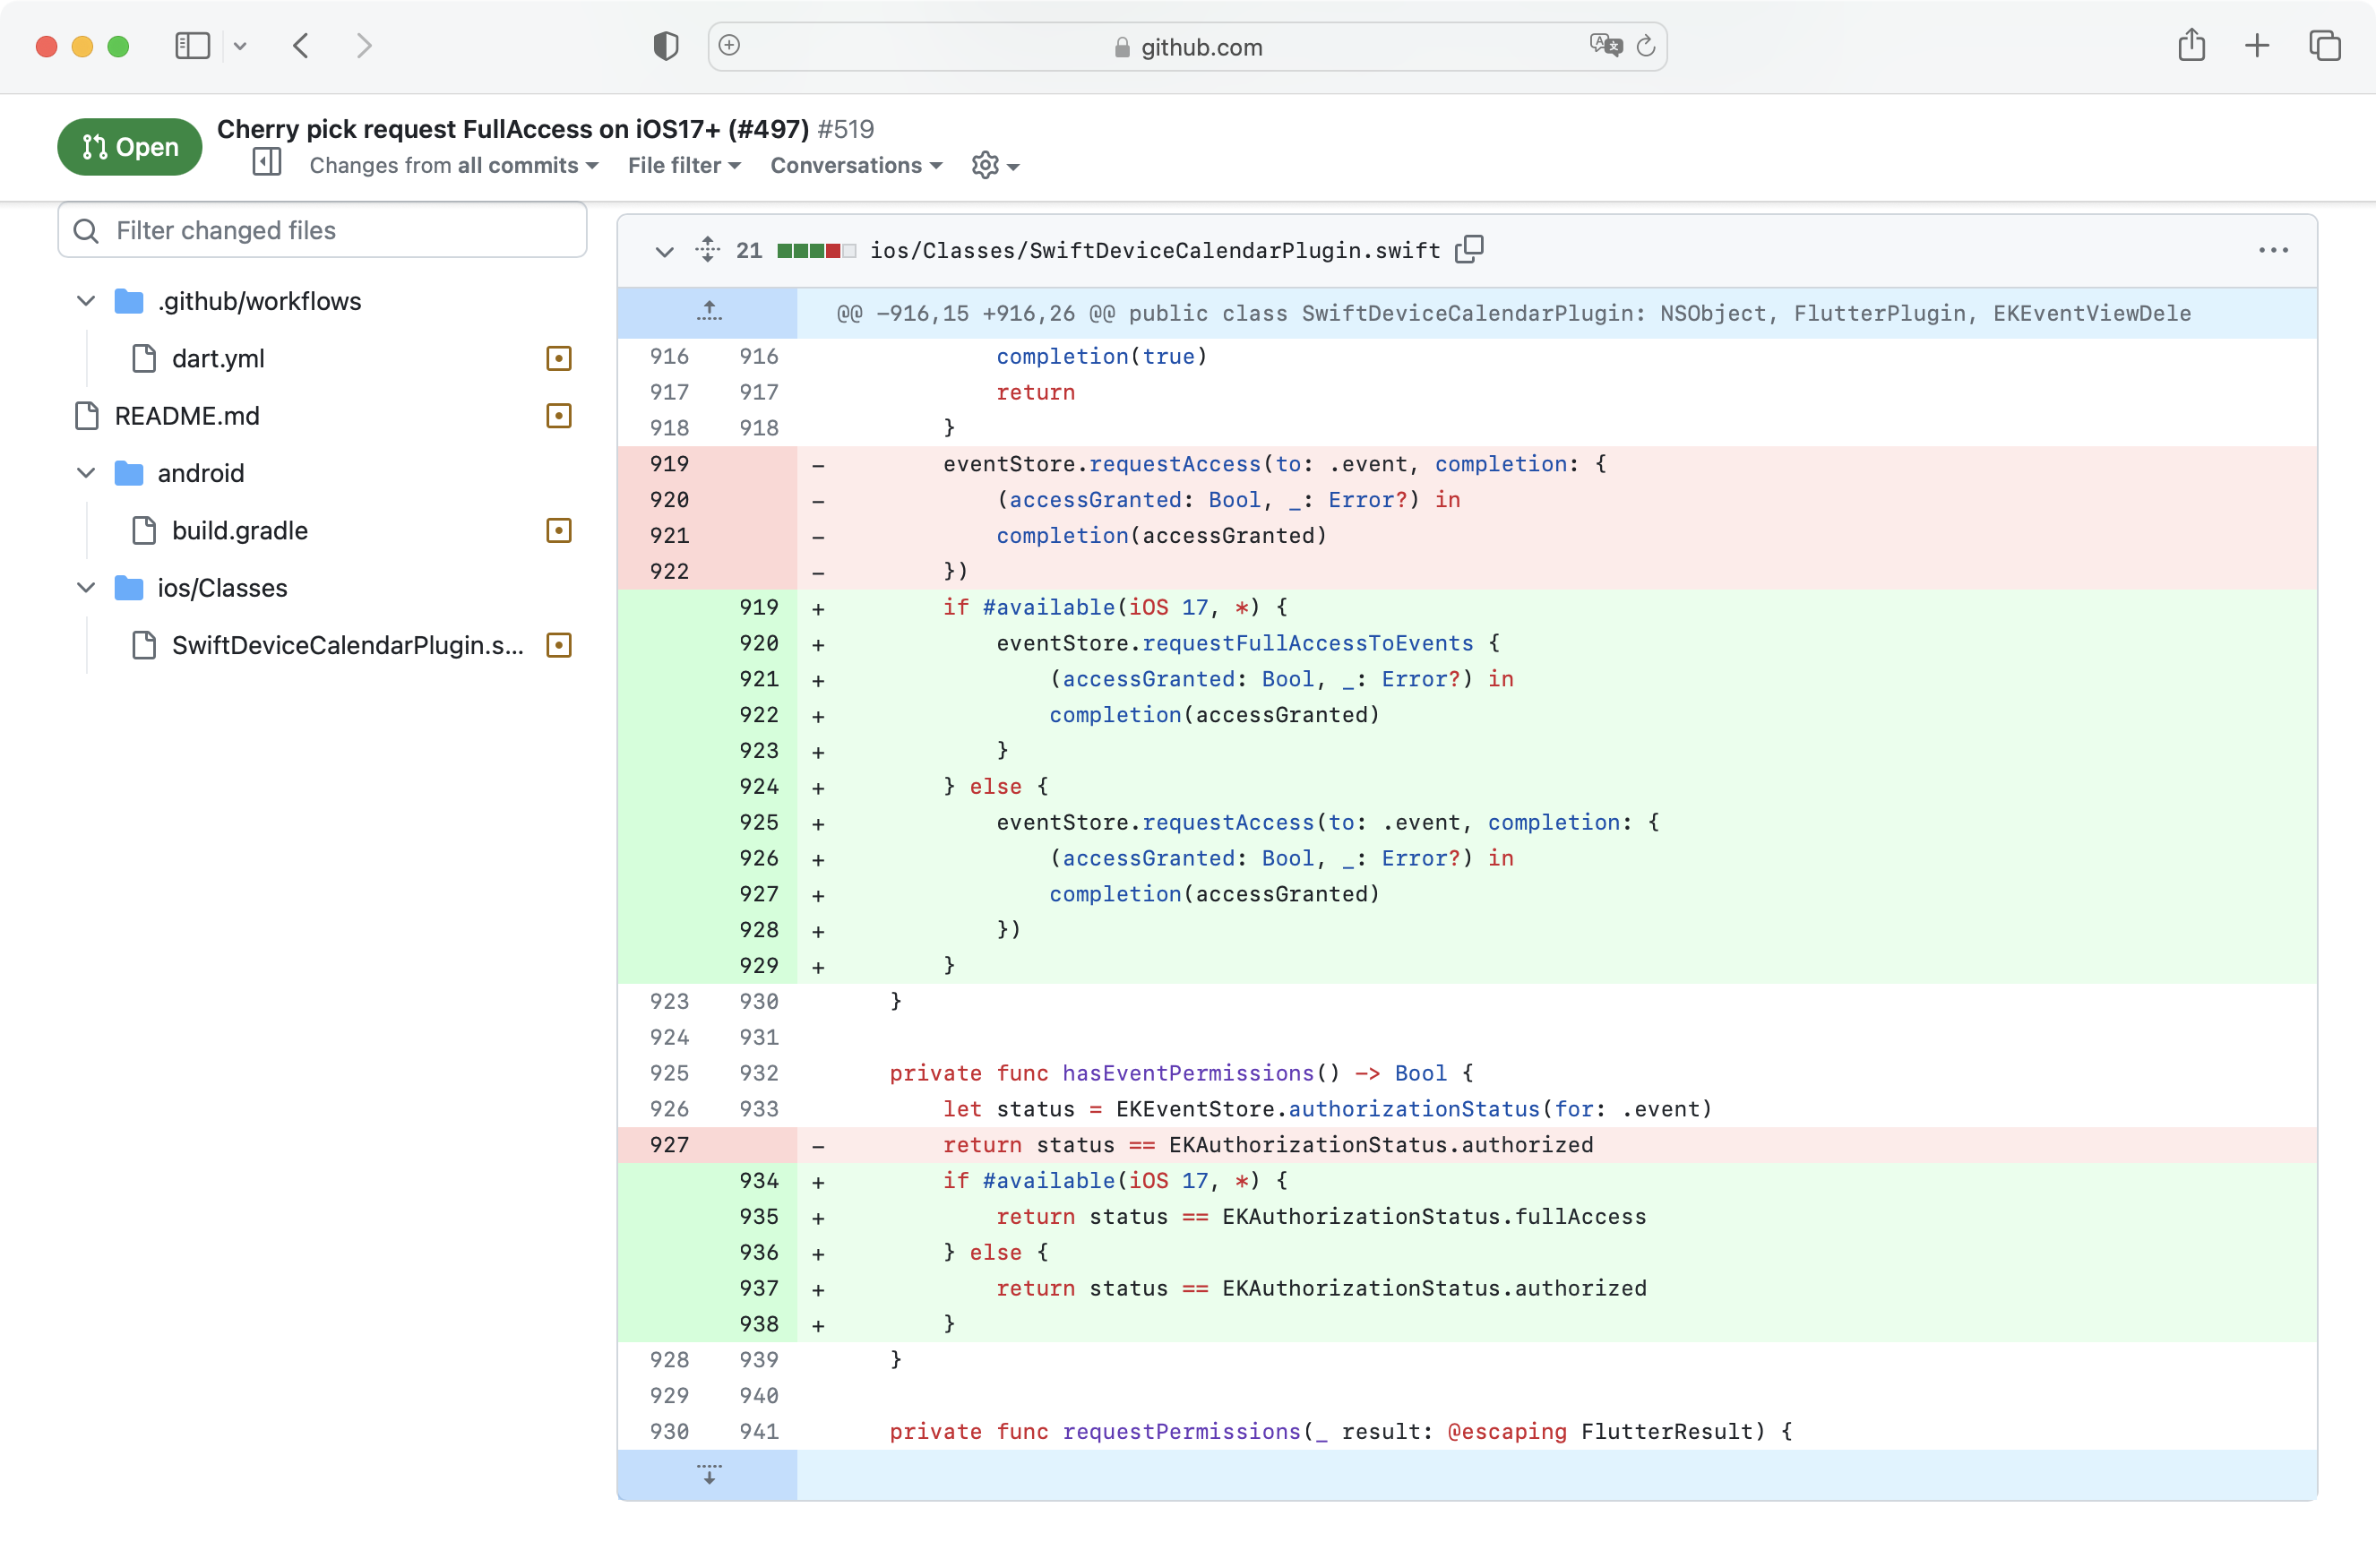 github.com
Open
Cherry pick request FullAccess on iOS17+ (#497) #519
Changes from all commits File filter Conversations
Filter changed files
.github/workflows
dart.yml
README.md
android
build.gradle
ios/Classes
SwiftDeviceCalendarPlugin.s...
21 ios/Classes/SwiftDeviceCalendarPlugin.swift
@@ -916,15 +916,26 @@ public class SwiftDeviceCalendarPlugin: NSObject, FlutterPlugin, EKEventViewDele
916 916 completion(true)
917 917 return
918 918 }
919 - eventStore.requestAccess(to: .event, completion: {
920 - (accessGranted: Bool, _: Error?) in
921 - completion(accessGranted)
922 - })
919 + if #available(iOS 17, *) {
920 + eventStore.requestFullAccessToEvents {
921 + (accessGranted: Bool, _: Error?) in
922 + completion(accessGranted)
923 + }
924 + } else {
925 + eventStore.requestAccess(to: .event, completion: {
926 + (accessGranted: Bool, _: Error?) in
927 + completion(accessGranted)
928 + })
929 + }
923 930 }
924 931
925 932 private func hasEventPermissions() -> Bool {
926 933 let status = EKEventStore.authorizationStatus(for: .event)
927 - return status == EKAuthorizationStatus.authorized
934 + if #available(iOS 17, *) {
935 + return status == EKAuthorizationStatus.fullAccess
936 + } else {
937 + return status == EKAuthorizationStatus.authorized
938 + }
928 939 }
929 940
930 941 private func requestPermissions(_ result: @escaping FlutterResult) {